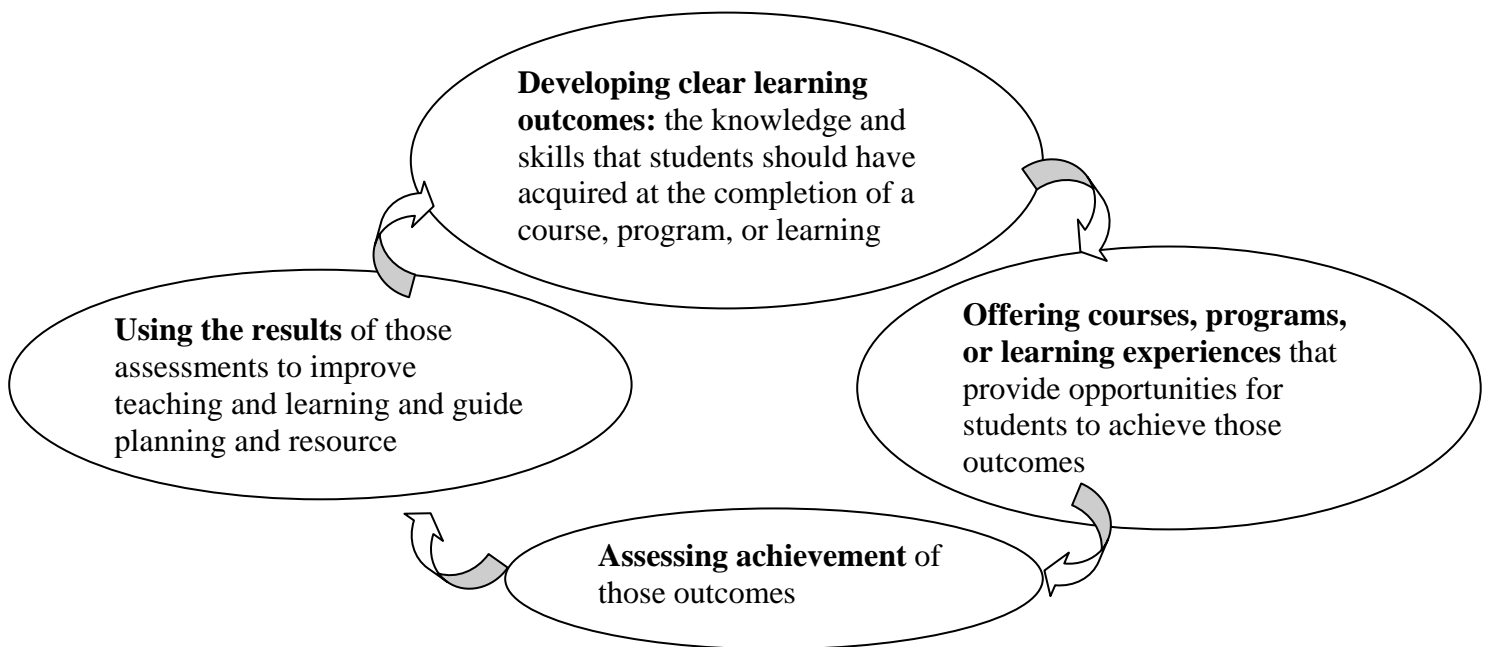 Developing clear learning
outcomes: the knowledge and
skills that students should have
acquired at the completion of a
course, program, or learning
Offering courses, programs,
or learning experiences that
provide opportunities for
students to achieve those
outcomes
Assessing achievement of
those outcomes
Using the results of those
assessments to improve
teaching and learning and guide
planning and resource